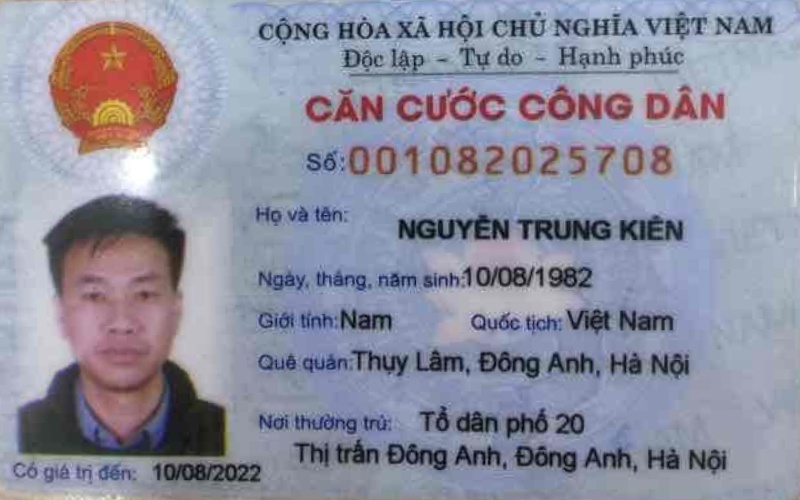 CỘNG HÒA XÃ HỘI CHỦ NGHĨA VIỆT NAM
Độc lập - Tự do - Hạnh phúc
CĂN CƯỚC CÔNG DÂN
Số: 001082025708
Họ và tên: NGUYỄN TRUNG KIÊN
Ngày, tháng, năm sinh: 10/08/1982
Giới tính: Nam Quốc tịch: Việt Nam
Quê quán: Thụy Lâm, Đông Anh, Hà Nội
Nơi thường trú: Tổ dân phố 20
Thị trấn Đông Anh, Đông Anh, Hà Nội
Có giá trị đến: 10/08/2022